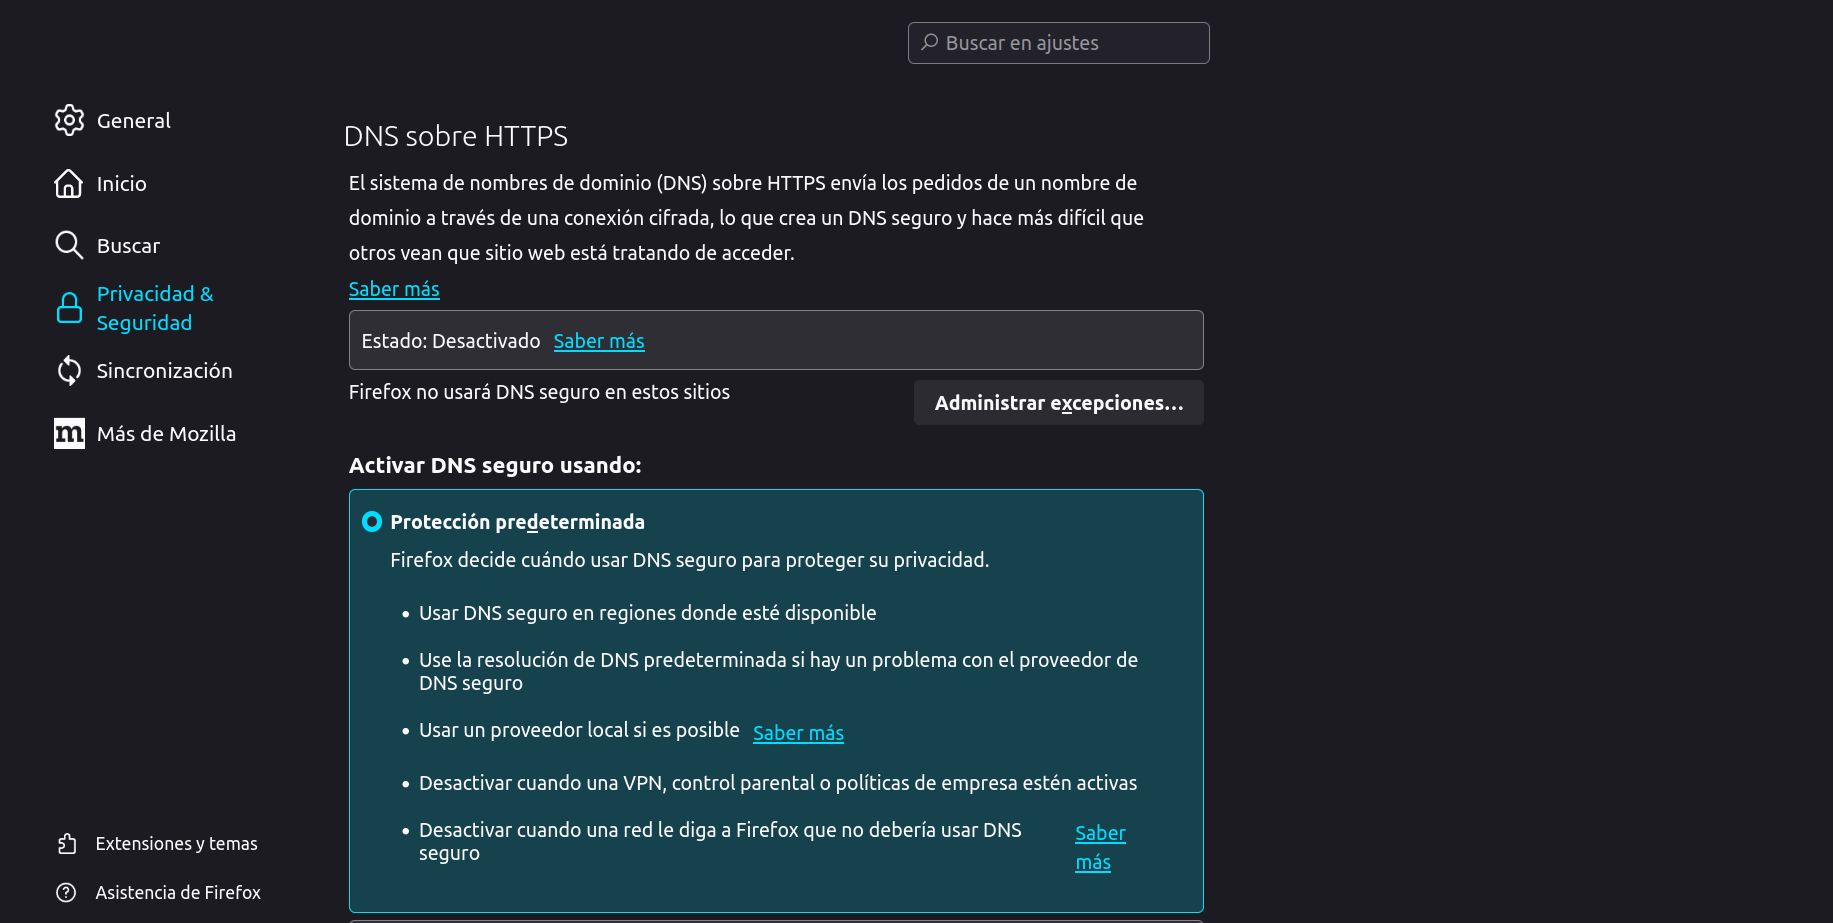 Buscar en ajustes
General
Inicio
Buscar
Privacidad &
Seguridad
Sincronización
m Más de Mozilla
Extensiones y temas
Asistencia de Firefox
DNS sobre HTTPS
El sistema de nombres de dominio (DNS) sobre HTTPS envía los pedidos de un nombre de
dominio a través de una conexión cifrada, lo que crea un DNS seguro y hace más difícil que
otros vean que sitio web está tratando de acceder.
Saber más
Estado: Desactivado Saber más
Firefox no usará DNS seguro en estos sitios
Administrar excepciones…
Activar DNS seguro usando:
Protección predeterminada
Firefox decide cuándo usar DNS seguro para proteger su privacidad.
• Usar DNS seguro en regiones donde esté disponible
• Use la resolución de DNS predeterminada si hay un problema con el proveedor de
DNS seguro
• Usar un proveedor local si es posible Saber más
• Desactivar cuando una VPN, control parental o políticas de empresa estén activas
• Desactivar cuando una red le diga a Firefox que no debería usar DNS
seguro
Saber
más